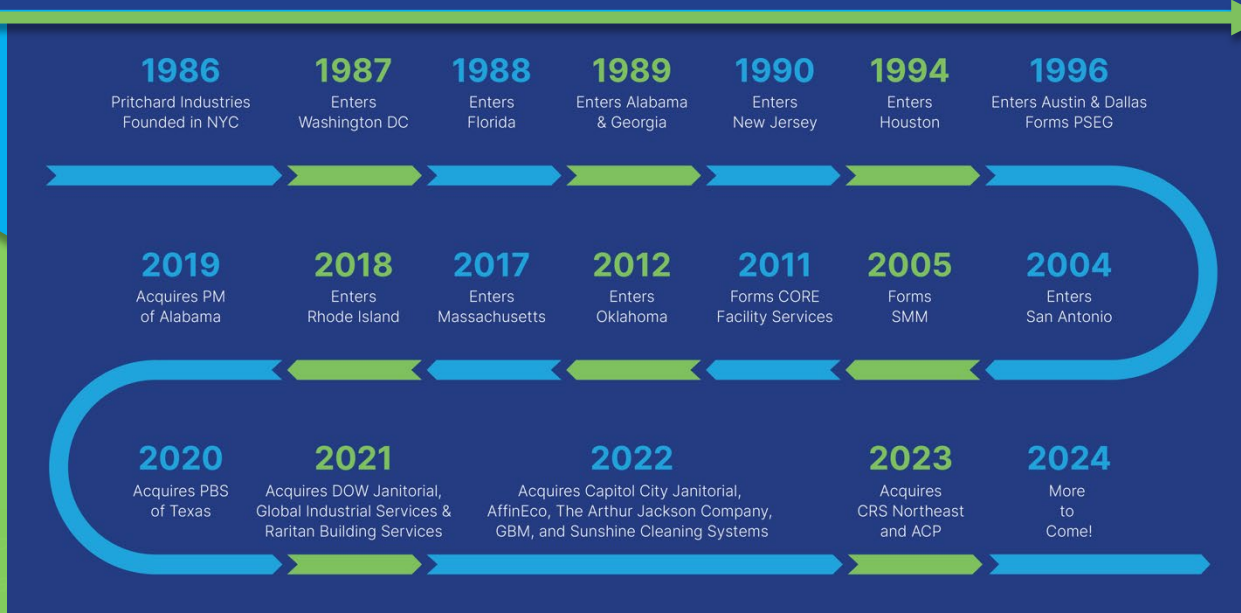 1986
Pritchard Industries
Founded in NYC
1987
Enters
Washington DC
1988
Enters
Florida
1989
Enters Alabama
& Georgia
1990
Enters
New Jersey
1994
Enters
Houston
1996
Enters Austin & Dallas
Forms PSEG
2004
Enters
San Antonio
2005
Forms
SMM
2011
Forms CORE
Facility Services
2012
Enters
Oklahoma
2017
Enters
Massachusetts
2018
Enters
Rhode Island
2019
Acquires PM
of Alabama
2020
Acquires PBS
of Texas
2021
Acquires DOW Janitorial,
Global Industrial Services &
Raritan Building Services
2022
Acquires Capitol City Janitorial,
AffinEco, The Arthur Jackson Company,
GBM, and Sunshine Cleaning Systems
2023
Acquires
CRS Northeast
and ACP
2024
More
to
Come!